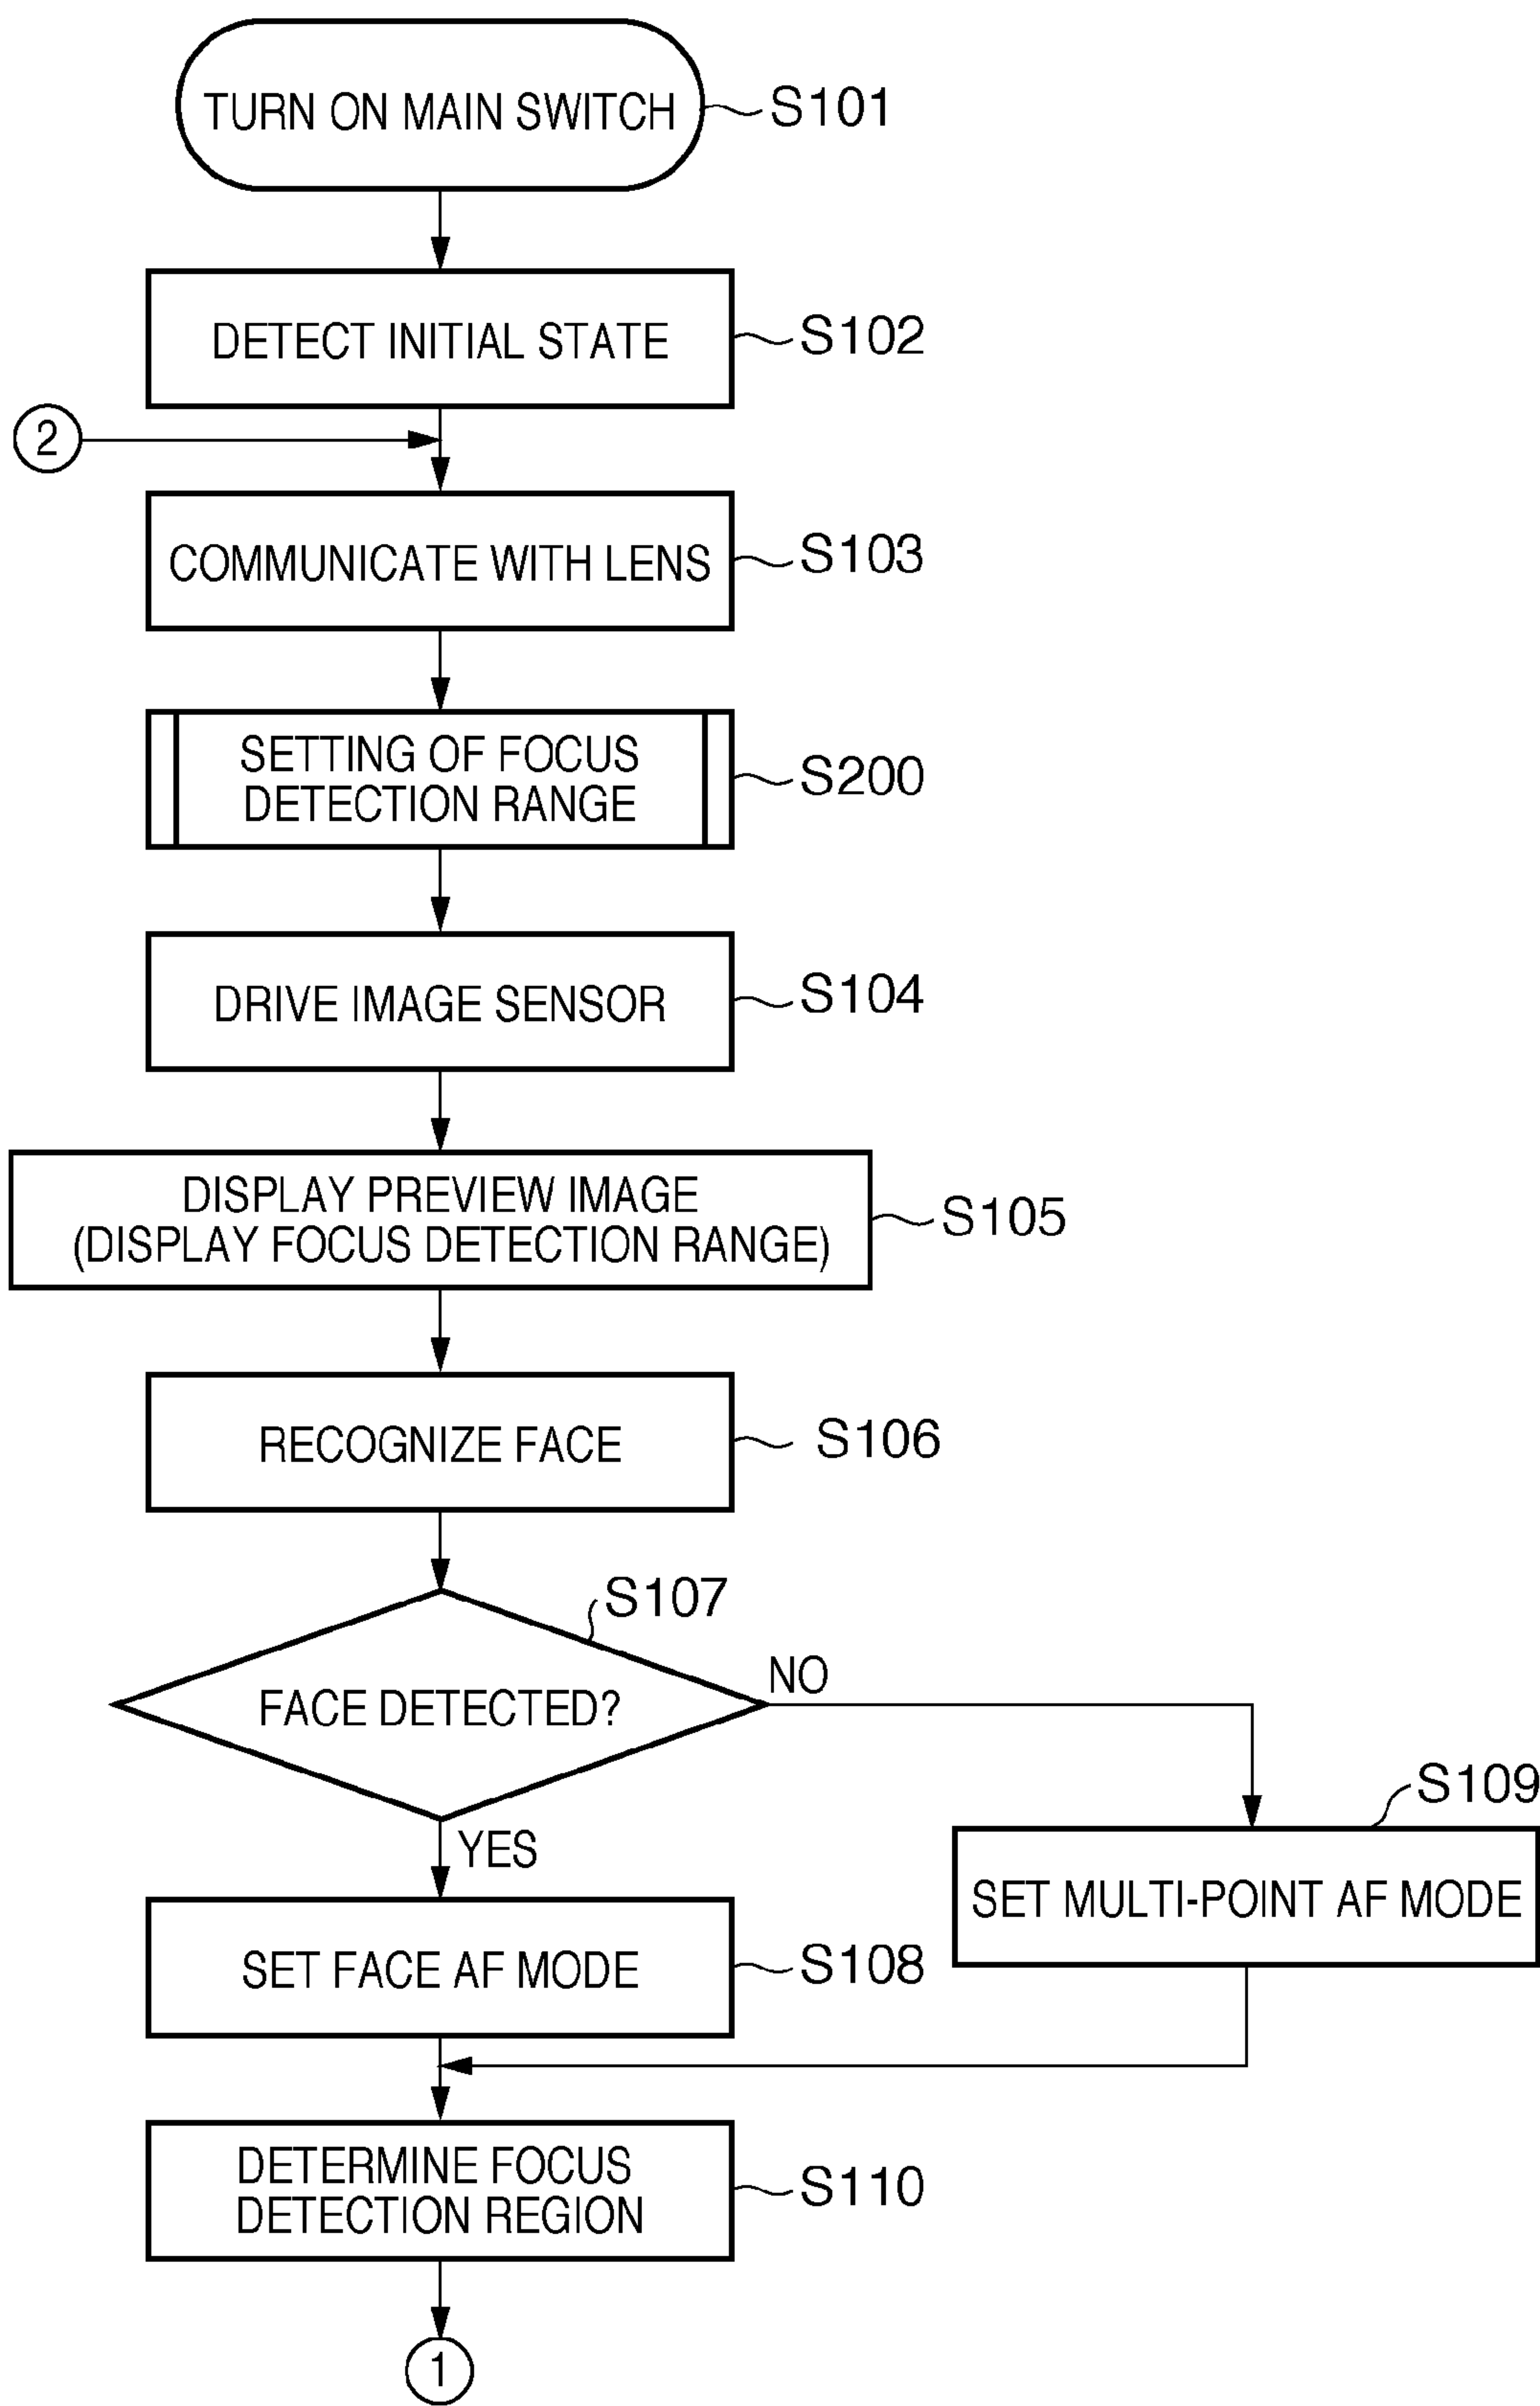 TURN ON MAIN SWITCH
S101
DETECT INITIAL STATE
S102
2
COMMUNICATE WITH LENS
S103
SETTING OF FOCUS
DETECTION RANGE
S200
DRIVE IMAGE SENSOR
S104
DISPLAY PREVIEW IMAGE
(DISPLAY FOCUS DETECTION RANGE)
S105
RECOGNIZE FACE
S106
S107
FACE DETECTED?
NO
YES
S109
SET MULTI-POINT AF MODE
SET FACE AF MODE
S108
DETERMINE FOCUS
DETECTION REGION
S110
1